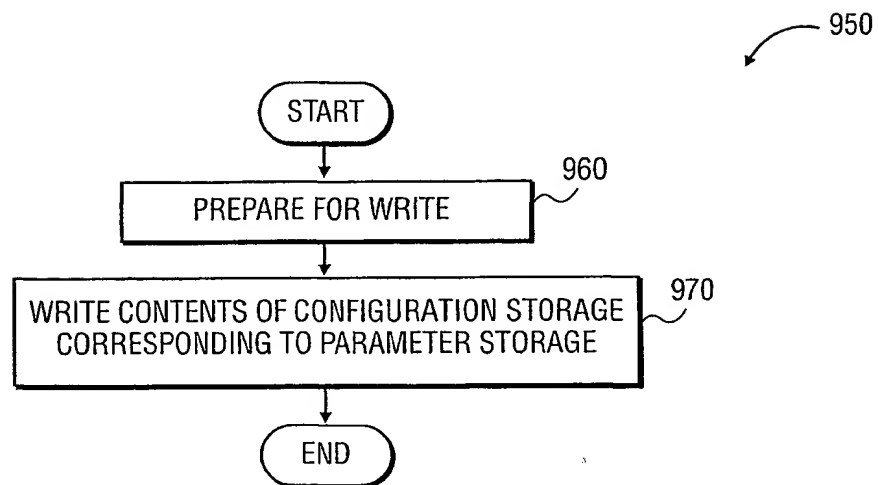 950
START
960
PREPARE FOR WRITE
970
WRITE CONTENTS OF CONFIGURATION STORAGE
CORRESPONDING TO PARAMETER STORAGE
END